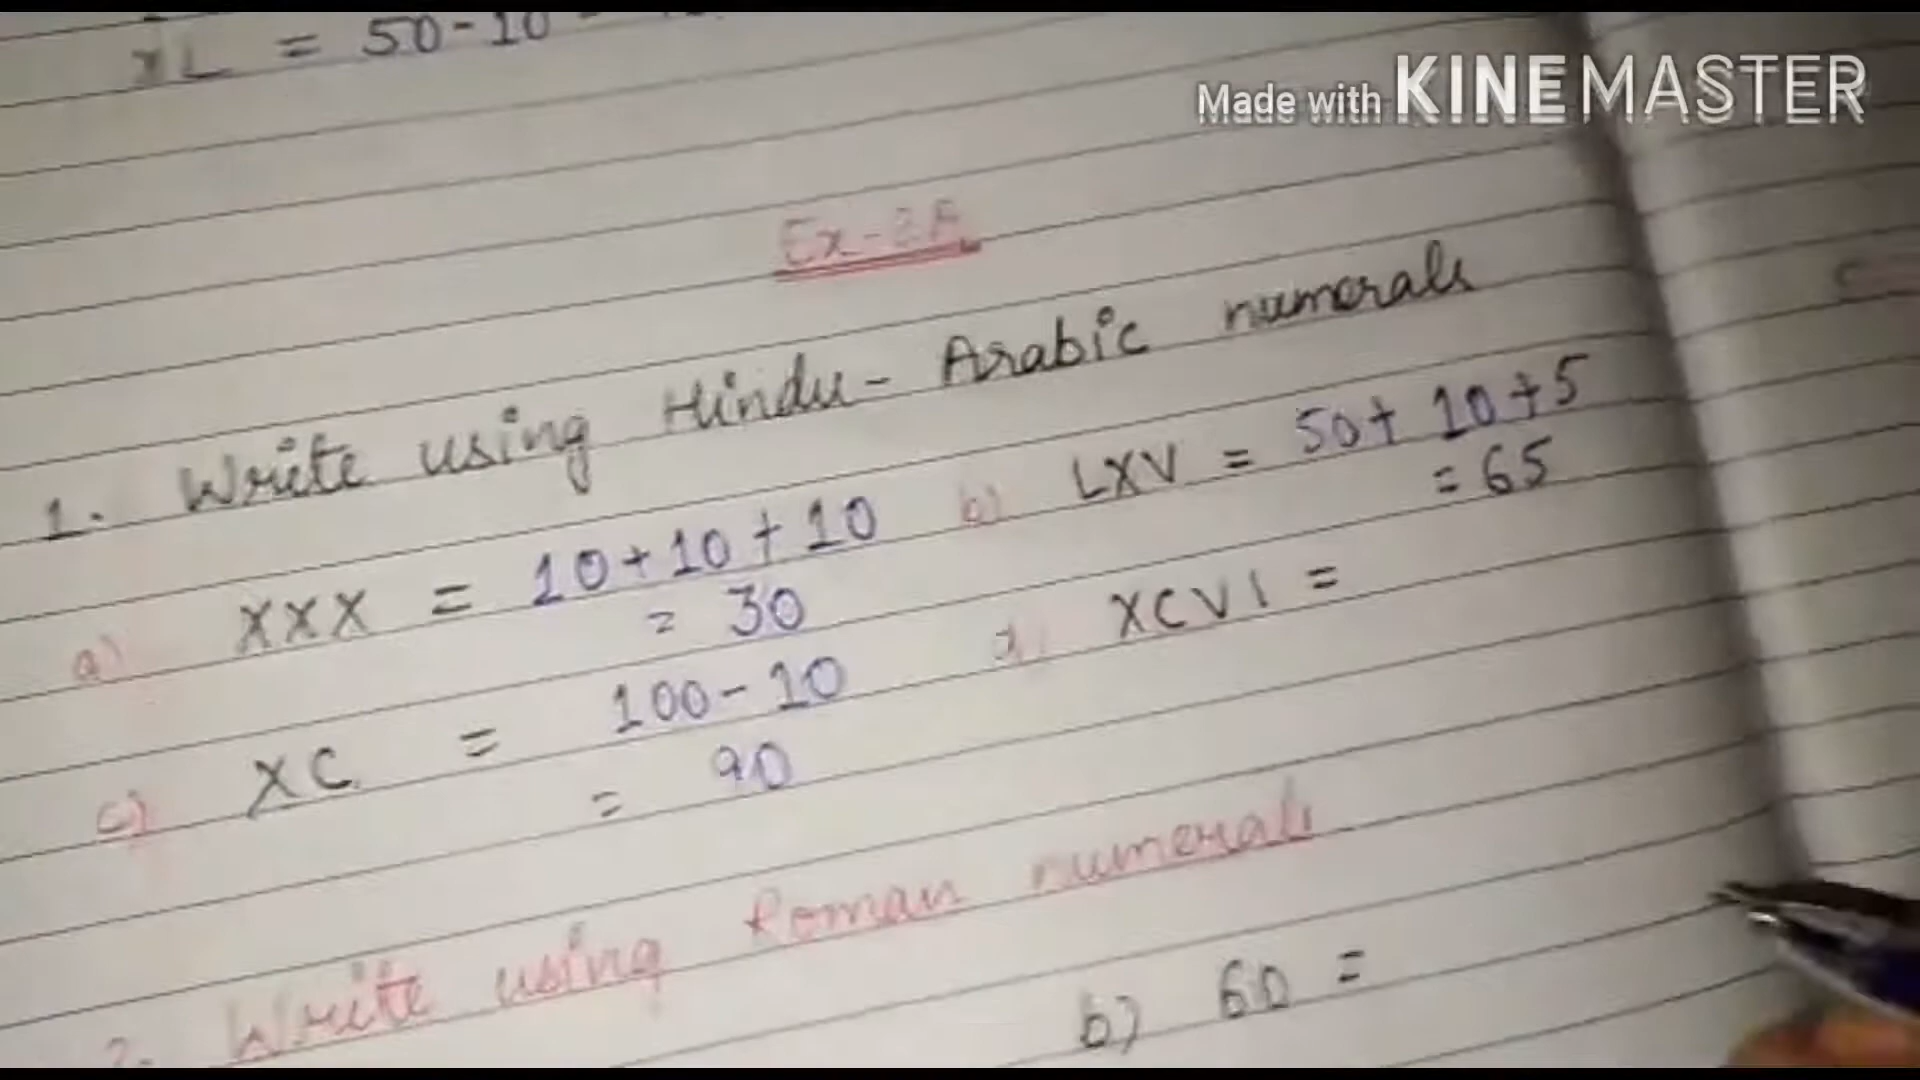 XL = 50-10
Made with KINEMASTER
Ex-2A
1. Write using Hindu-Arabic numerals
a) XXX = 10+10+10
= 30
b) LXV = 50+10+5
= 65
c) XC = 100-10
= 90
d) XCVI =
2. Write using Roman numerals
b) 60 =